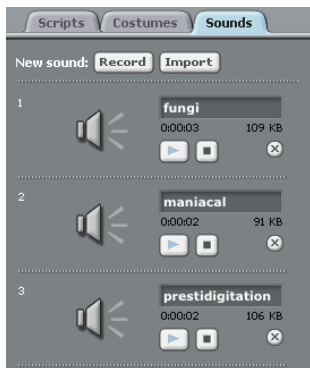 Scripts Costumes Sounds
New sound: Record Import
1
fungi
0:00:03 109 KB
2
maniacal
0:00:02 91 KB
3
prestidigitation
0:00:02 106 KB